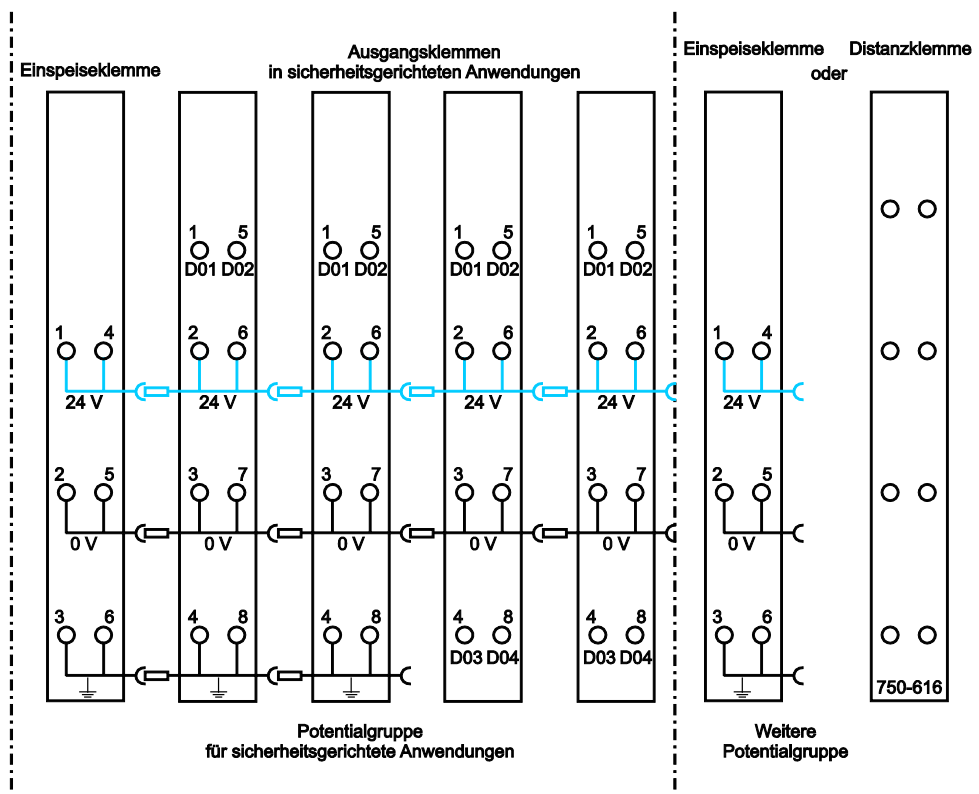 Einspeiseklemme
Ausgangsklemmen
in sicherheitsgerichteten Anwendungen
Einspeiseklemme Distanzklemme
oder
1 5 1 5 1 5 1 5
D01 D02 D01 D02 D01 D02 D01 D02
1 4 2 6 2 6 2 6 2 6 1 4
24 V 24 V 24 V 24 V 24 V 24 V
2 5 3 7 3 7 3 7 3 7 2 5
0 V 0 V 0 V 0 V 0 V 0 V
3 6 4 8 4 8 4 8 4 8 3 6
D03 D04 D03 D04
750-616
Potentialgruppe
für sicherheitsgerichtete Anwendungen
Weitere
Potentialgruppe